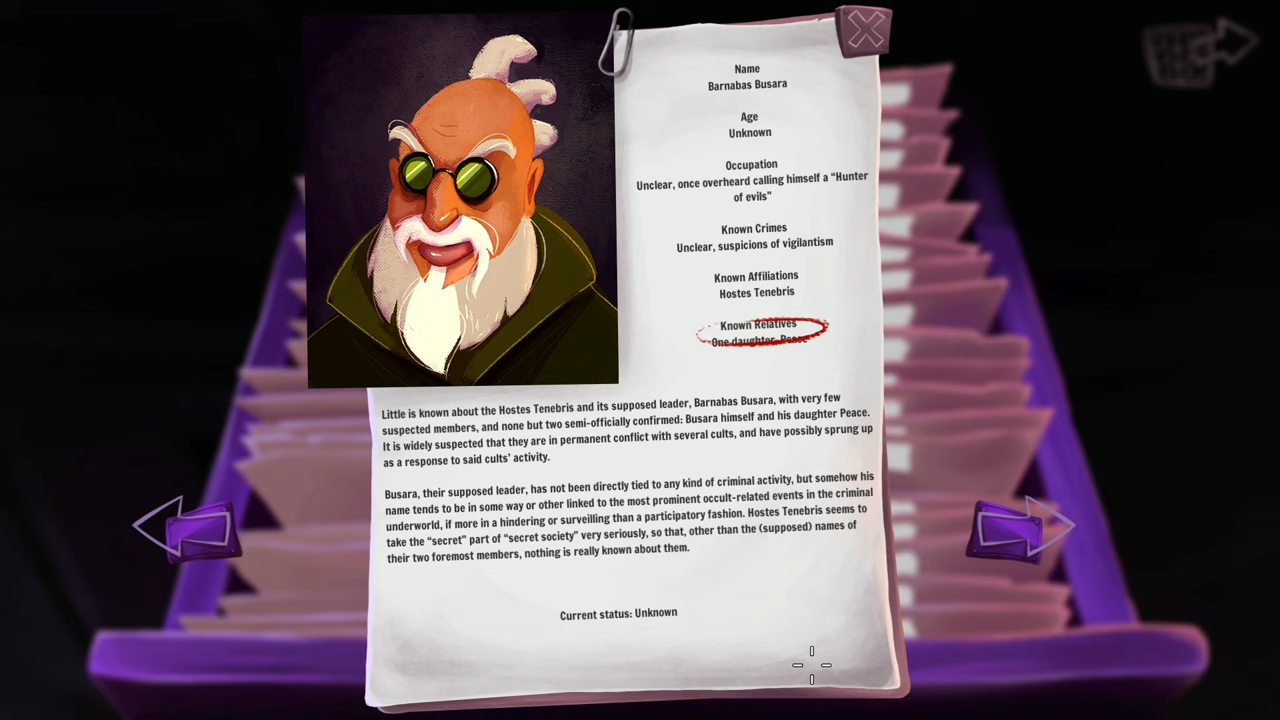 Name
Barnabas Busara
Age
Unknown
Occupation
Unclear, once overheard calling himself a “Hunter
of evils”
Known Crimes
Unclear, suspicions of vigilantism
Known Affiliations
Hostes Tenebris
Known Relatives
One daughter, Peace
Little is known about the Hostes Tenebris and its supposed leader, Barnabas Busara, with very few
suspected members, and none but two semi-officially confirmed: Busara himself and his daughter Peace.
It is widely suspected that they are in permanent conflict with several cults, and have possibly sprung up
as a response to said cults’ activity.
Busara, their supposed leader, has not been directly tied to any kind of criminal activity, but somehow his
name tends to be in some way or other linked to the most prominent occult-related events in the criminal
underworld, if more in a hindering or surveilling than a participatory fashion. Hostes Tenebris seems to
take the “secret” part of “secret society” very seriously, so that, other than the (supposed) names of
their two foremost members, nothing is really known about them.
Current status: Unknown